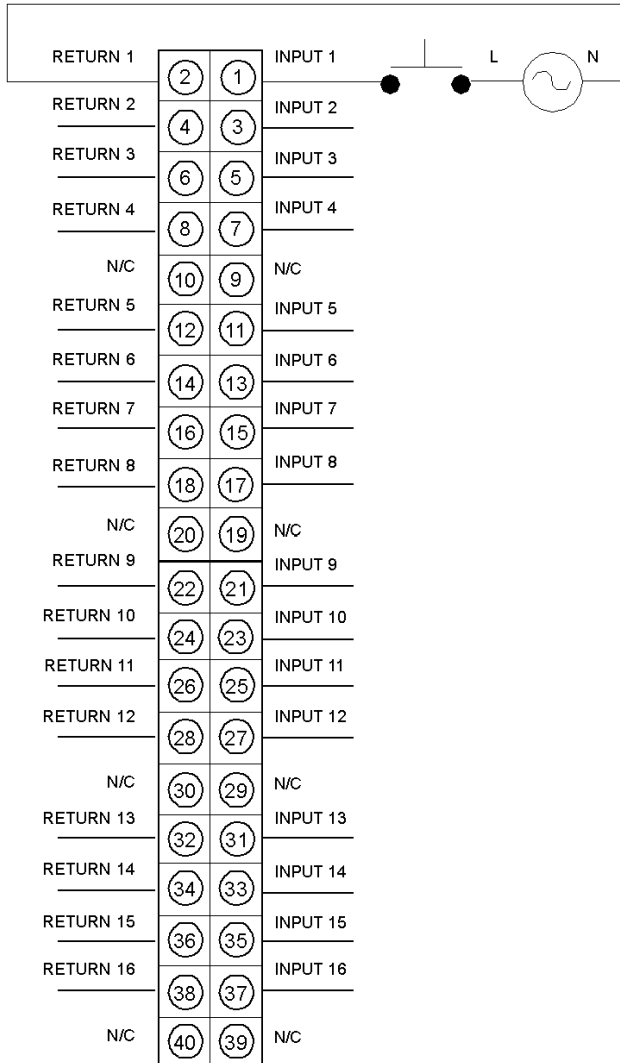 RETURN 1 2 1 INPUT 1 L N
RETURN 2 4 3 INPUT 2
RETURN 3 6 5 INPUT 3
RETURN 4 8 7 INPUT 4
N/C 10 9 N/C
RETURN 5 12 11 INPUT 5
RETURN 6 14 13 INPUT 6
RETURN 7 16 15 INPUT 7
RETURN 8 18 17 INPUT 8
N/C 20 19 N/C
RETURN 9 22 21 INPUT 9
RETURN 10 24 23 INPUT 10
RETURN 11 26 25 INPUT 11
RETURN 12 28 27 INPUT 12
N/C 30 29 N/C
RETURN 13 32 31 INPUT 13
RETURN 14 34 33 INPUT 14
RETURN 15 36 35 INPUT 15
RETURN 16 38 37 INPUT 16
N/C 40 39 N/C